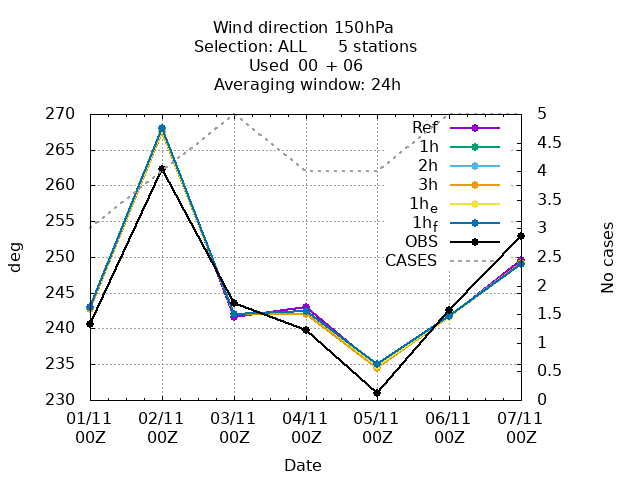 Wind direction 150hPa
Selection: ALL 5 stations
Used 00 + 06
Averaging window: 24h
270 5
265 4.5
260 4
255 3.5
250 3
245 2.5
240 2
235 1.5
230 1
0.5
0
deg
No cases
Ref
1h
2h
3h
1he
1hf
OBS
CASES
01/11 02/11 03/11 04/11 05/11 06/11 07/11
00Z 00Z 00Z 00Z 00Z 00Z 00Z
Date